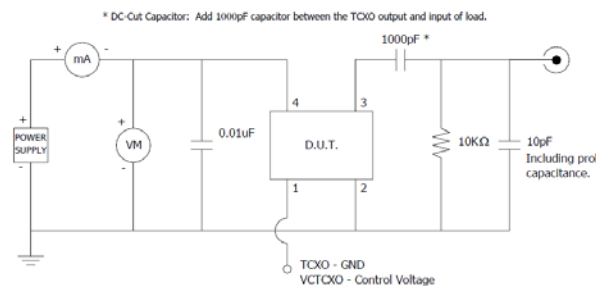 * DC-Cut Capacitor: Add 1000pF capacitor between the TCXO output and input of load.
1000pF *
+ mA -
4 3
+
POWER
SUPPLY
-
+
VM
-
0.01uF
D.U.T.
10KΩ
10pF
Including
capacitance.
1 2
TCXO - GND
VCTCXO - Control Voltage